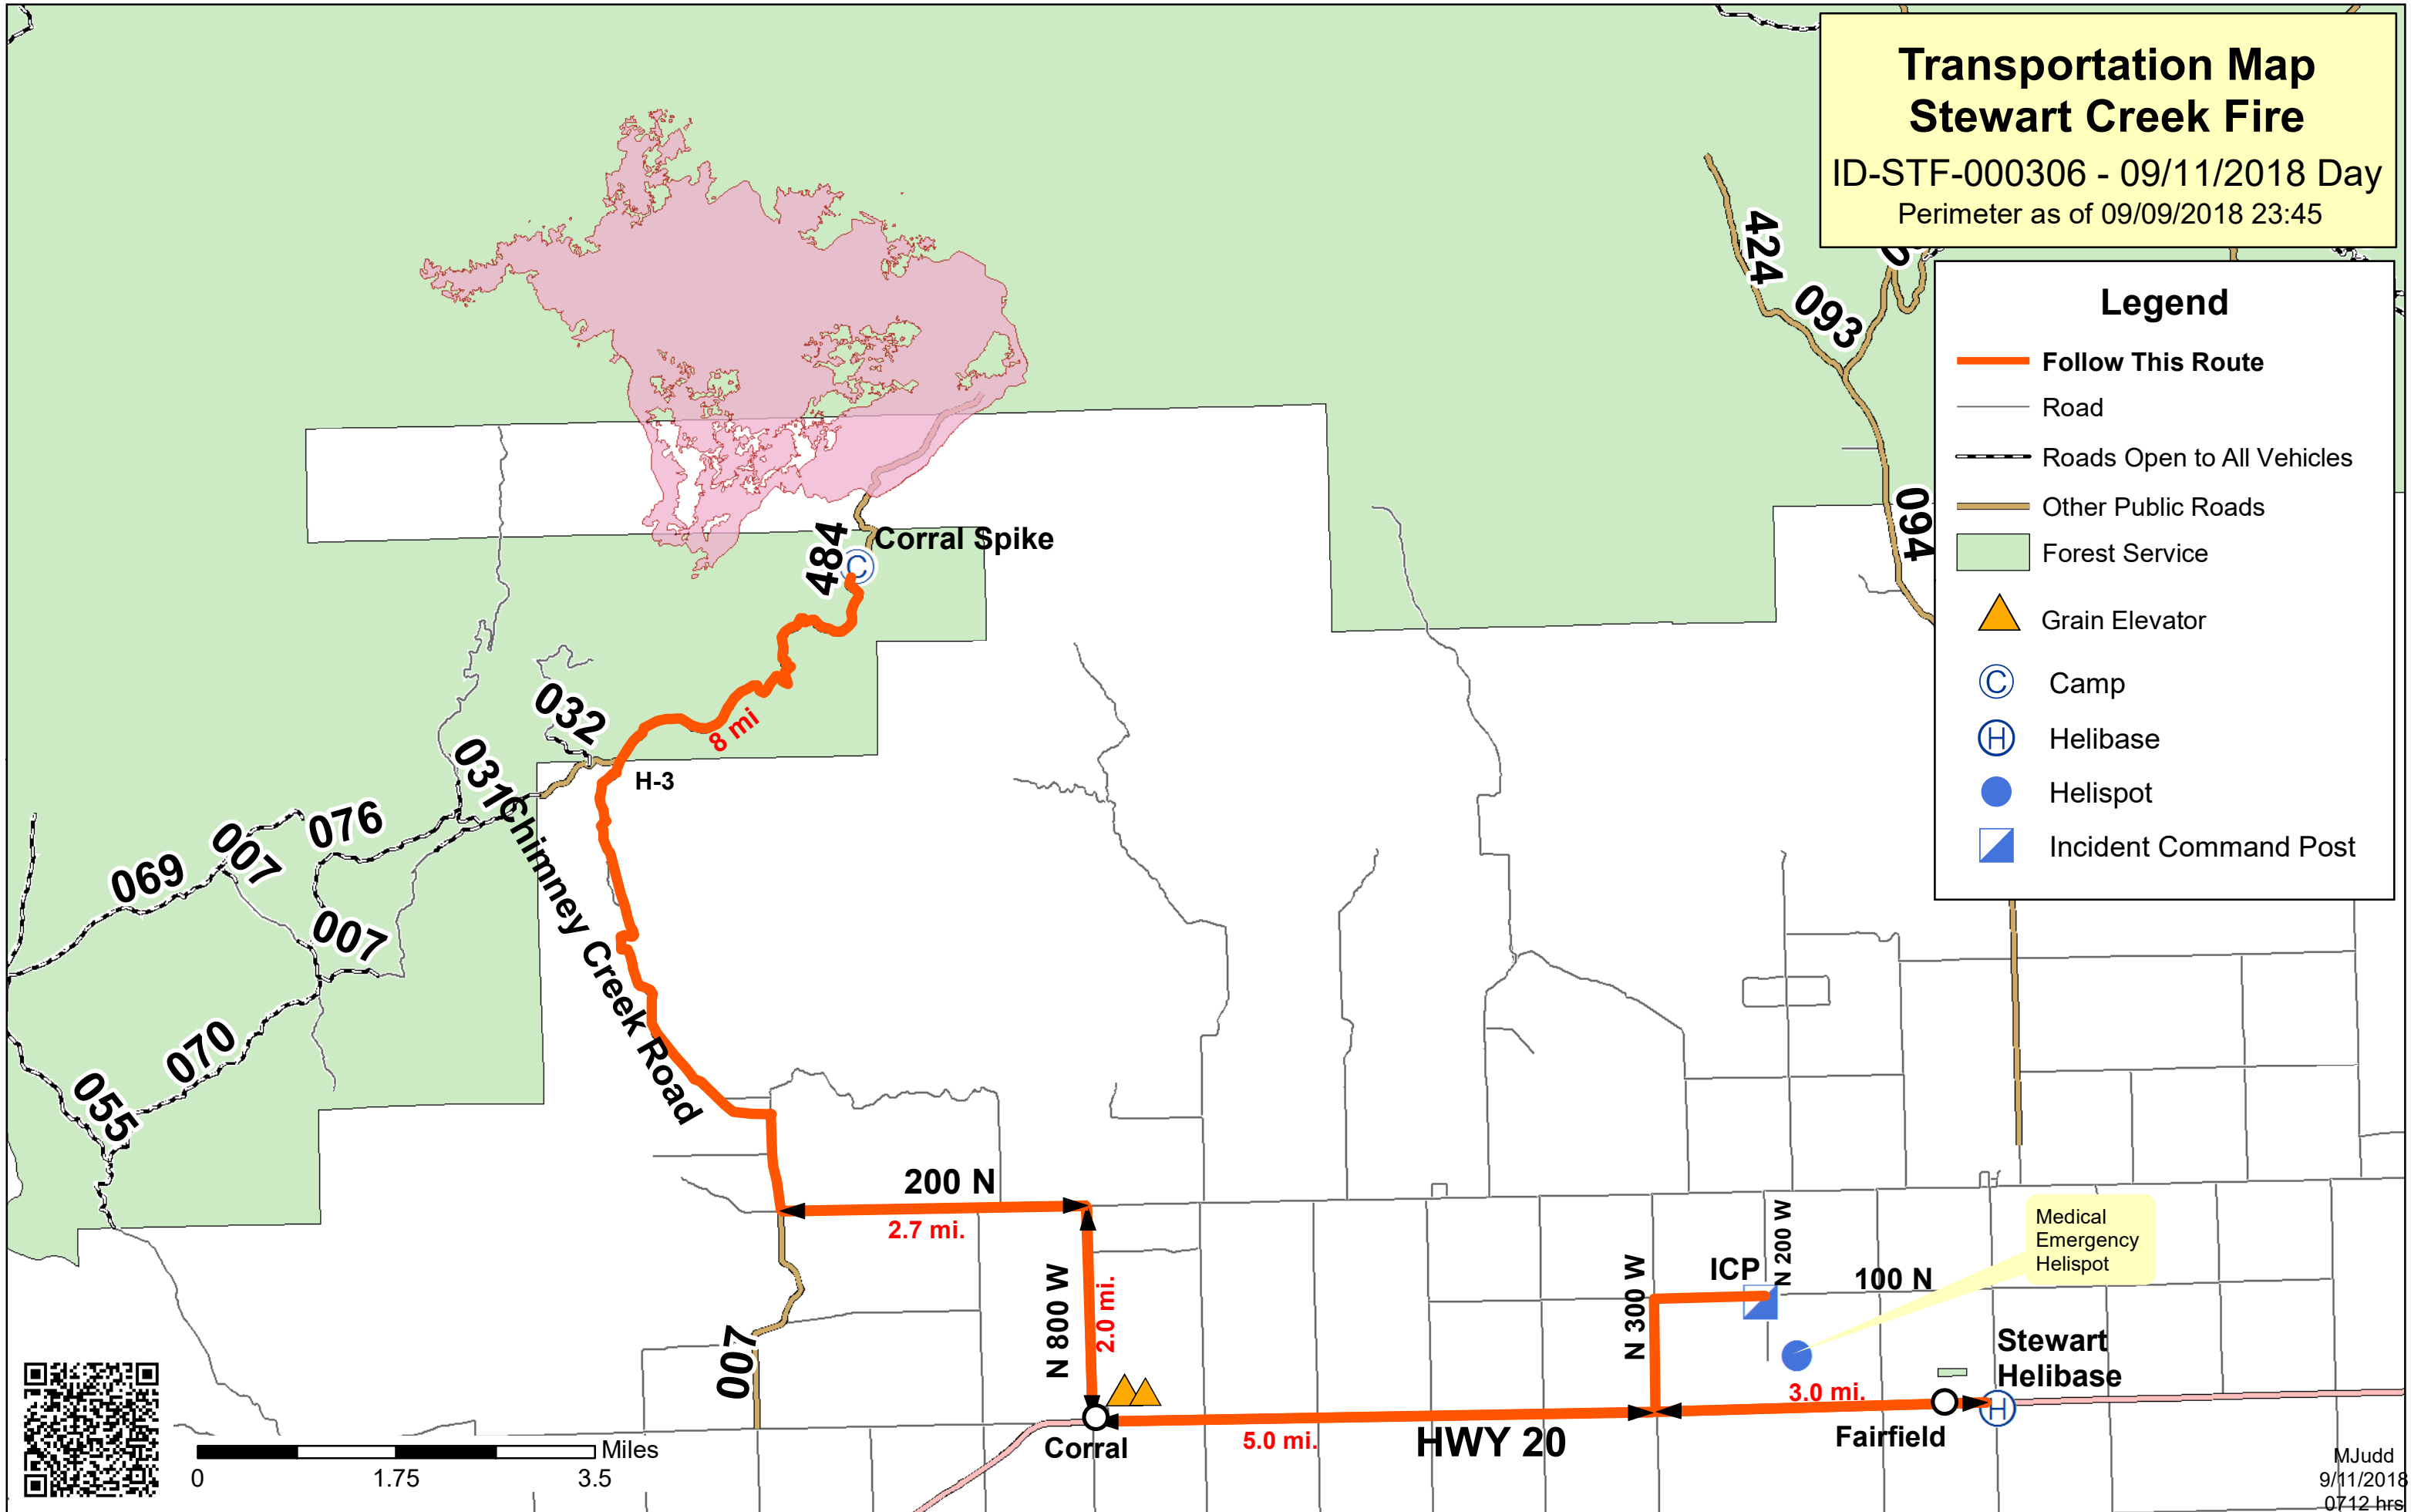 Transportation Map
Stewart Creek Fire
ID-STF-000306 - 09/11/2018 Day
Perimeter as of 09/09/2018 23:45
Legend
Follow This Route
Road
Roads Open to All Vehicles
Other Public Roads
Forest Service
Grain Elevator
Camp
Helibase
Helispot
Incident Command Post
424
093
094
Corral Spike
C
484
8 mi
032
H-3
031
Chimney Creek Road
076
007
069
007
070
055
200 N
2.7 mi.
N 800 W
2.0 mi.
007
ICP
N 200 W
N 300 W
100 N
Medical
Emergency
Helispot
Stewart
Helibase
H
3.0 mi.
Fairfield
Corral
5.0 mi.
HWY 20
Miles
0
1.75
3.5
MJudd
9/11/2018
0712 hrs